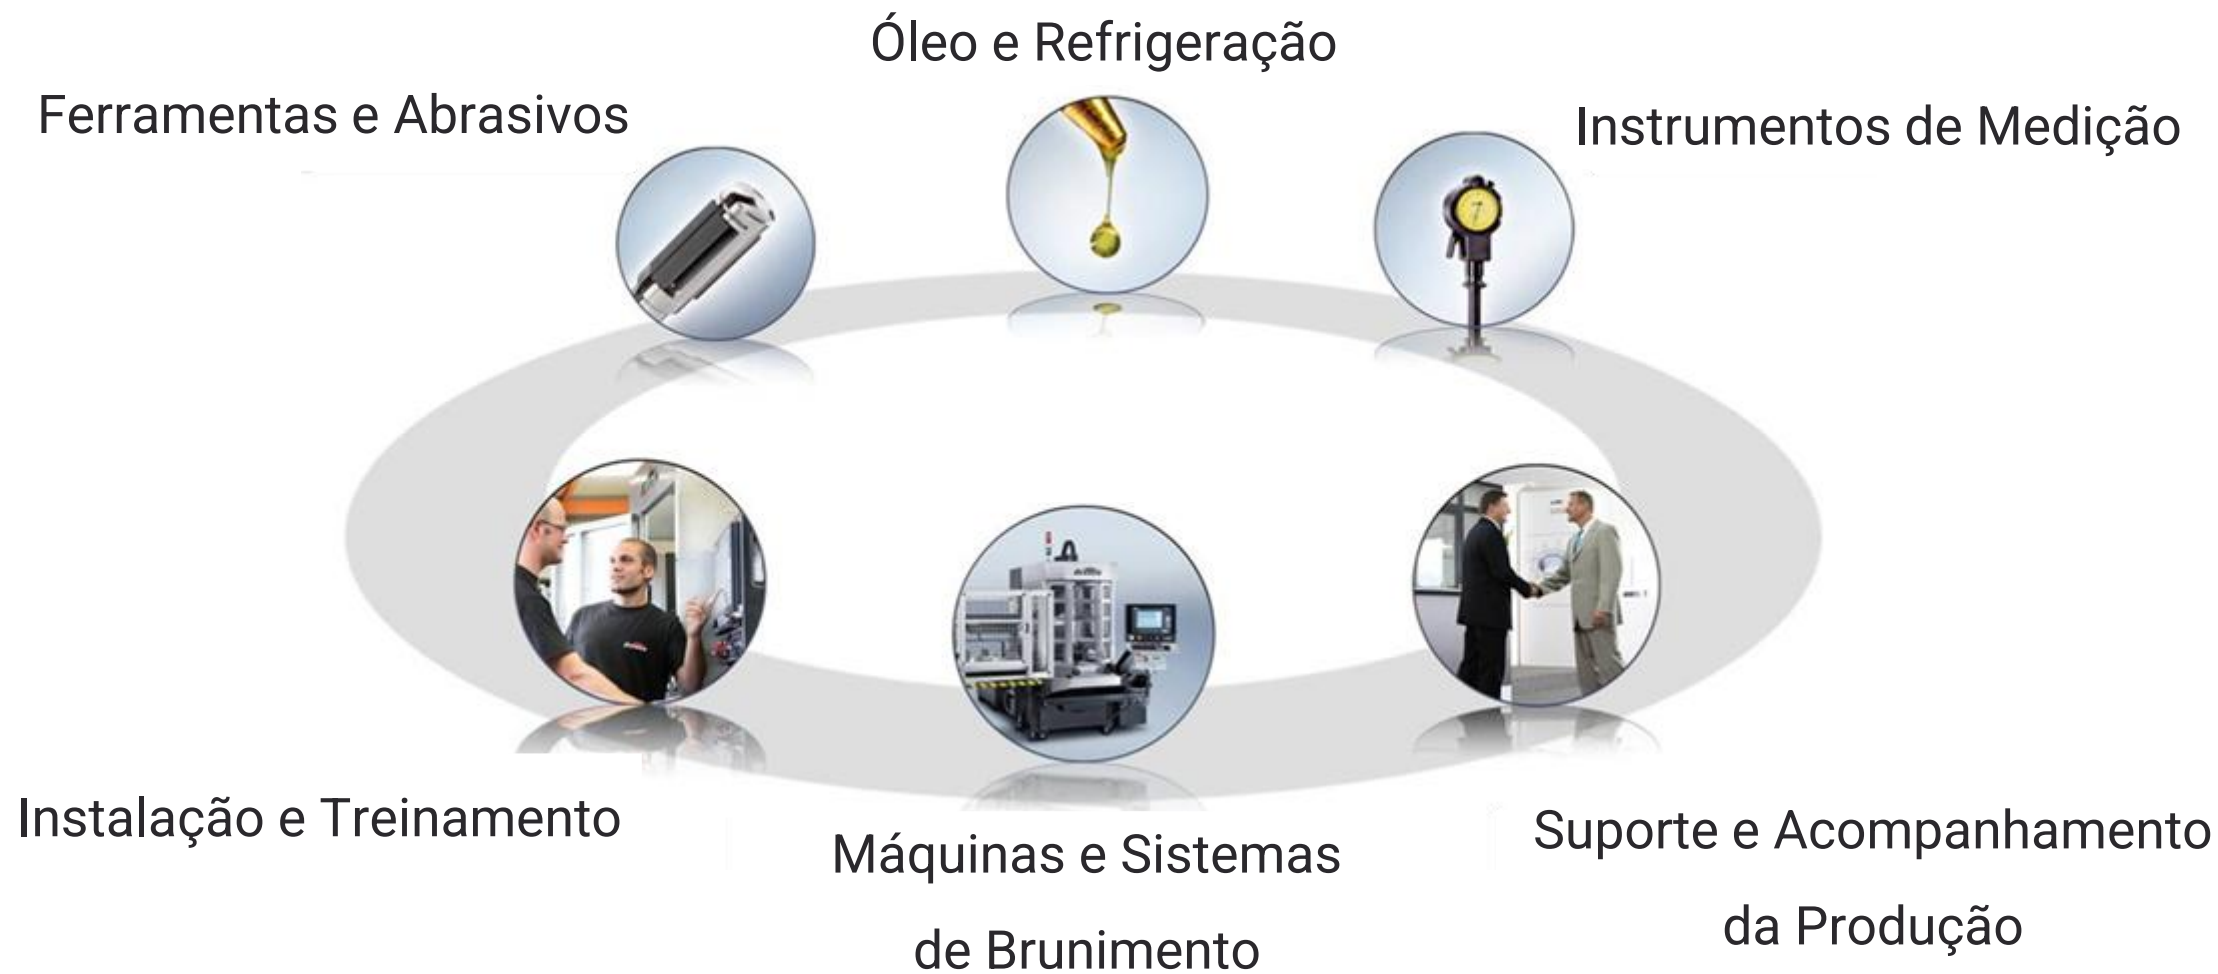 Óleo e Refrigeração
Ferramentas e Abrasivos
Instrumentos de Medição
Instalação e Treinamento
Máquinas e Sistemas
de Brunimento
Suporte e Acompanhamento
da Produção